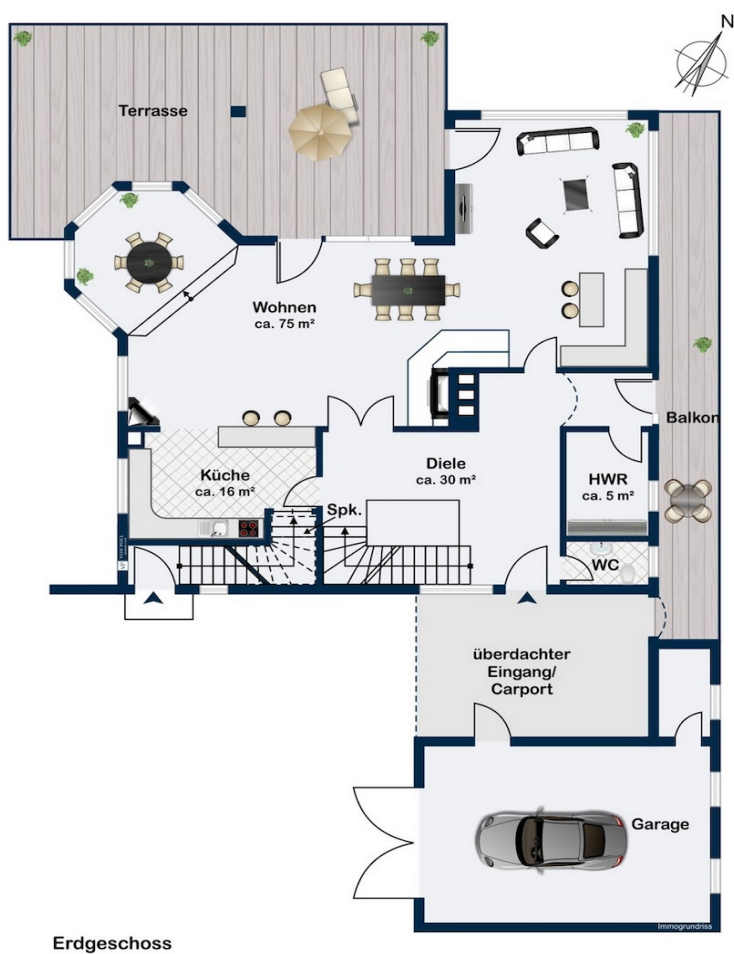 N
Terrasse
Wohnen
ca. 75 m²
Balkon
Küche
ca. 16 m²
Diele
ca. 30 m²
HWR
ca. 5 m²
Spk.
WC
überdachter
Eingang/
Carport
Garage
Immogrundriss
Erdgeschoss